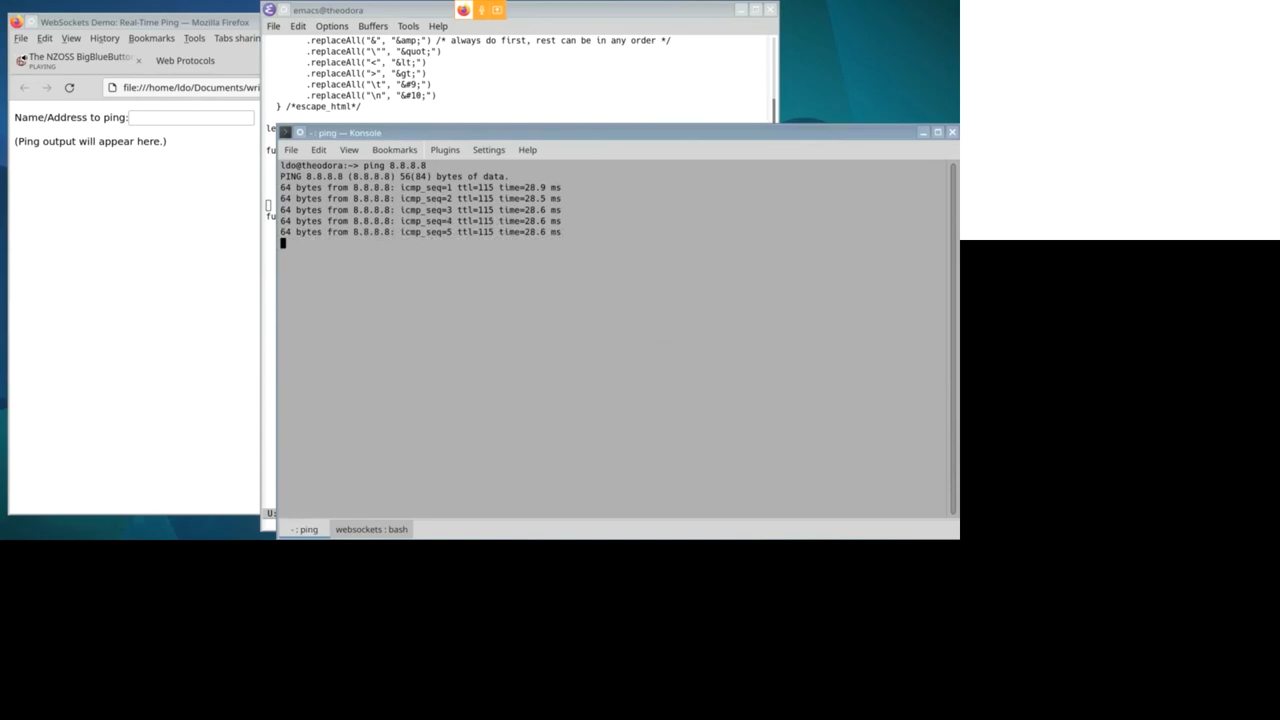 WebSockets Demo: Real-Time Ping — Mozilla Firefox
File Edit View History Bookmarks Tools Tabs sharin
The NZOSS BigBlueButto
PLAYING
Web Protocols
file:///home/ldo/Documents/wri
Name/Address to ping:
(Ping output will appear here.)
emacs@theodora
File Edit Options Buffers Tools Help
.replaceAll("&", "&amp;") /* always do first, rest can be in any order */
.replaceAll("\"", "&quot;")
.replaceAll("<", "&lt;")
.replaceAll(">", "&gt;")
.replaceAll("\t", "&#9;")
.replaceAll("\n", "&#10;")
} /*escape_html*/
le
fu
fu
U:
- : ping — Konsole
File Edit View Bookmarks Plugins Settings Help
ldo@theodora:~> ping 8.8.8.8
PING 8.8.8.8 (8.8.8.8) 56(84) bytes of data.
64 bytes from 8.8.8.8: icmp_seq=1 ttl=115 time=28.9 ms
64 bytes from 8.8.8.8: icmp_seq=2 ttl=115 time=28.5 ms
64 bytes from 8.8.8.8: icmp_seq=3 ttl=115 time=28.6 ms
64 bytes from 8.8.8.8: icmp_seq=4 ttl=115 time=28.6 ms
64 bytes from 8.8.8.8: icmp_seq=5 ttl=115 time=28.6 ms
- : ping
websockets : bash